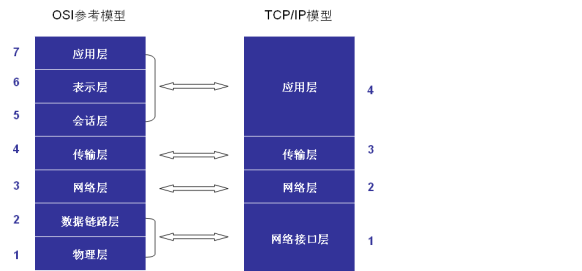 OSI参考模型 TCP/IP模型
7 应用层
6 表示层 应用层 4
5 会话层
4 传输层 传输层 3
3 网络层 网络层 2
2 数据链路层
网络接口层 1
1 物理层